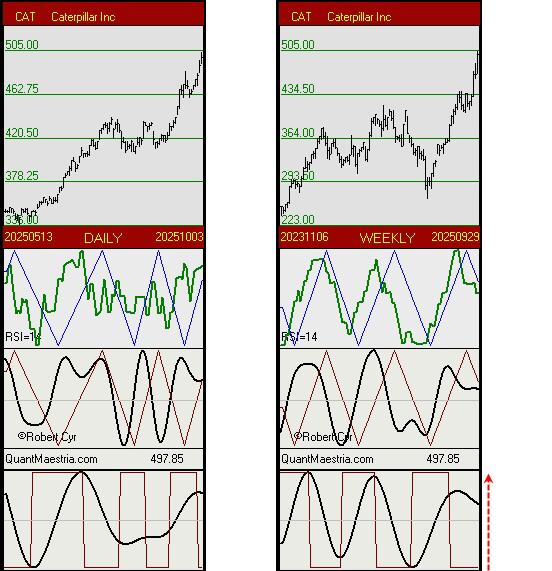 CAT Caterpillar Inc
505.00
462.75
420.50
378.25
336.00
20250513 DAILY 20251003
RSI=14
©Robert Cyr
QuantMaestria.com 497.85
CAT Caterpillar Inc
505.00
434.50
364.00
293.50
223.00
20231106 WEEKLY 20250929
RSI=14
©Robert Cyr
QuantMaestria.com 497.85